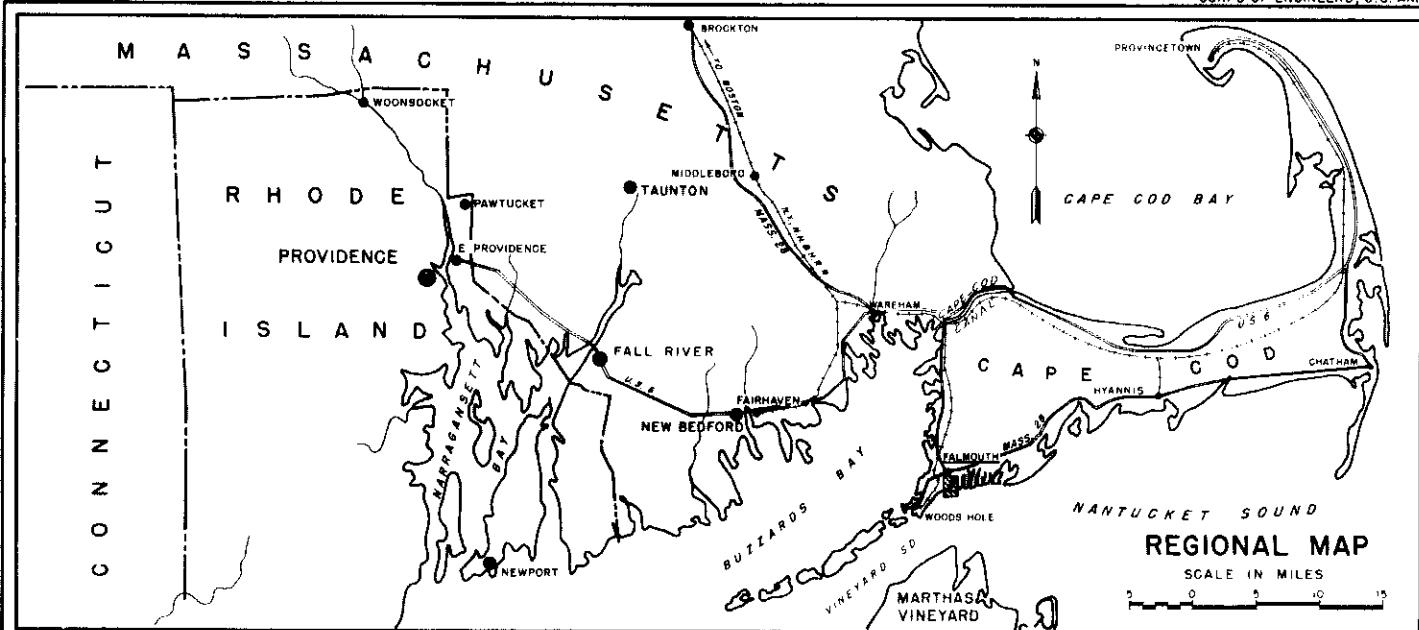 MASSACHUSETTS
BROCKTON
PROVINCETOWN
TO BOSTON
N
WOONSOCKET
CONNECTICUT
RHODE
ISLAND
PAWTUCKET
TAUNTON
MIDDLEBORO
MASS. 28
N.Y., N.H. & H. R.R.
CAPE COD BAY
PROVIDENCE
E. PROVIDENCE
WAREHAM
CAPE COD
CANAL
FALL RIVER
U.S. 6
NARRAGANSETT
BAY
NEW BEDFORD
FAIRHAVEN
CAPE COD
US 6
CHATHAM
HYANNIS
MASS. 28
FALMOUTH
BUZZARDS BAY
WOODS HOLE
NEWPORT
VINEYARD SD
MARTHAS
VINEYARD
NANTUCKET SOUND
REGIONAL MAP
SCALE IN MILES
5 0 5 10 15